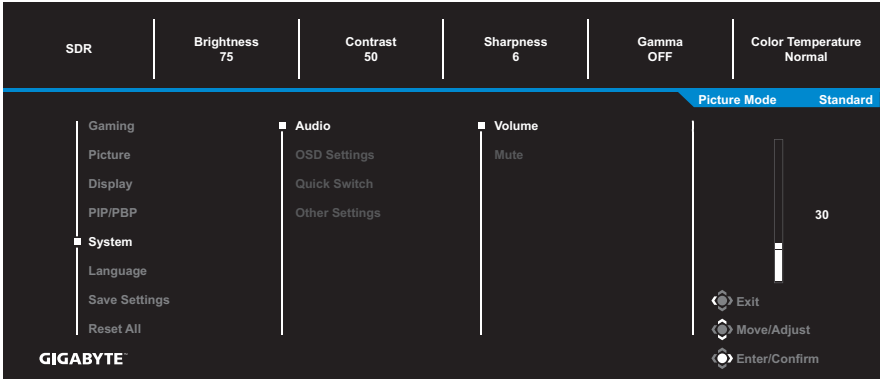 SDR
Brightness
75
Contrast
50
Sharpness
6
Gamma
OFF
Color Temperature
Normal
Picture Mode Standard
Gaming
Picture
Display
PIP/PBP
System
Language
Save Settings
Reset All
Audio
OSD Settings
Quick Switch
Other Settings
Volume
Mute
30
Exit
Move/Adjust
Enter/Confirm
GIGABYTE™